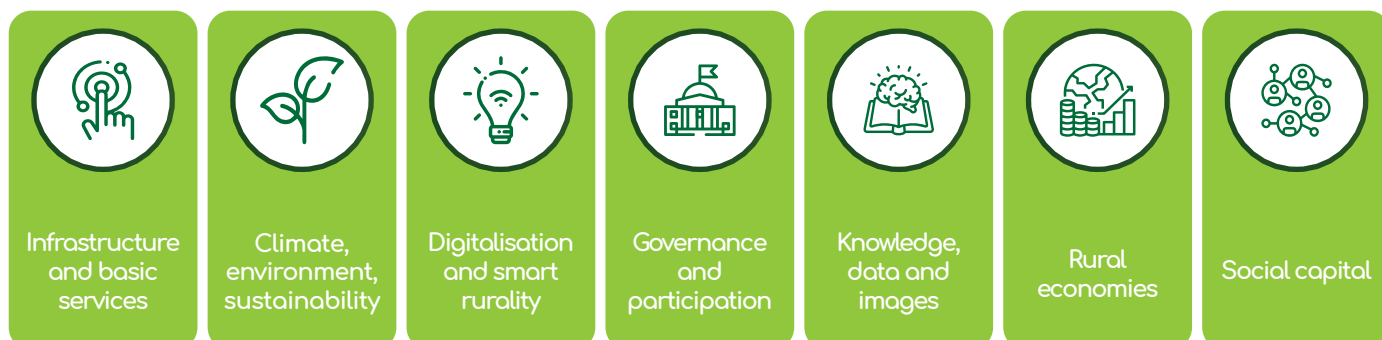 Infrastructure
and basic
services
Climate,
environment,
sustainability
Digitalisation
and smart
rurality
Governance
and
participation
Knowledge,
data and
images
Rural
economies
Social capital